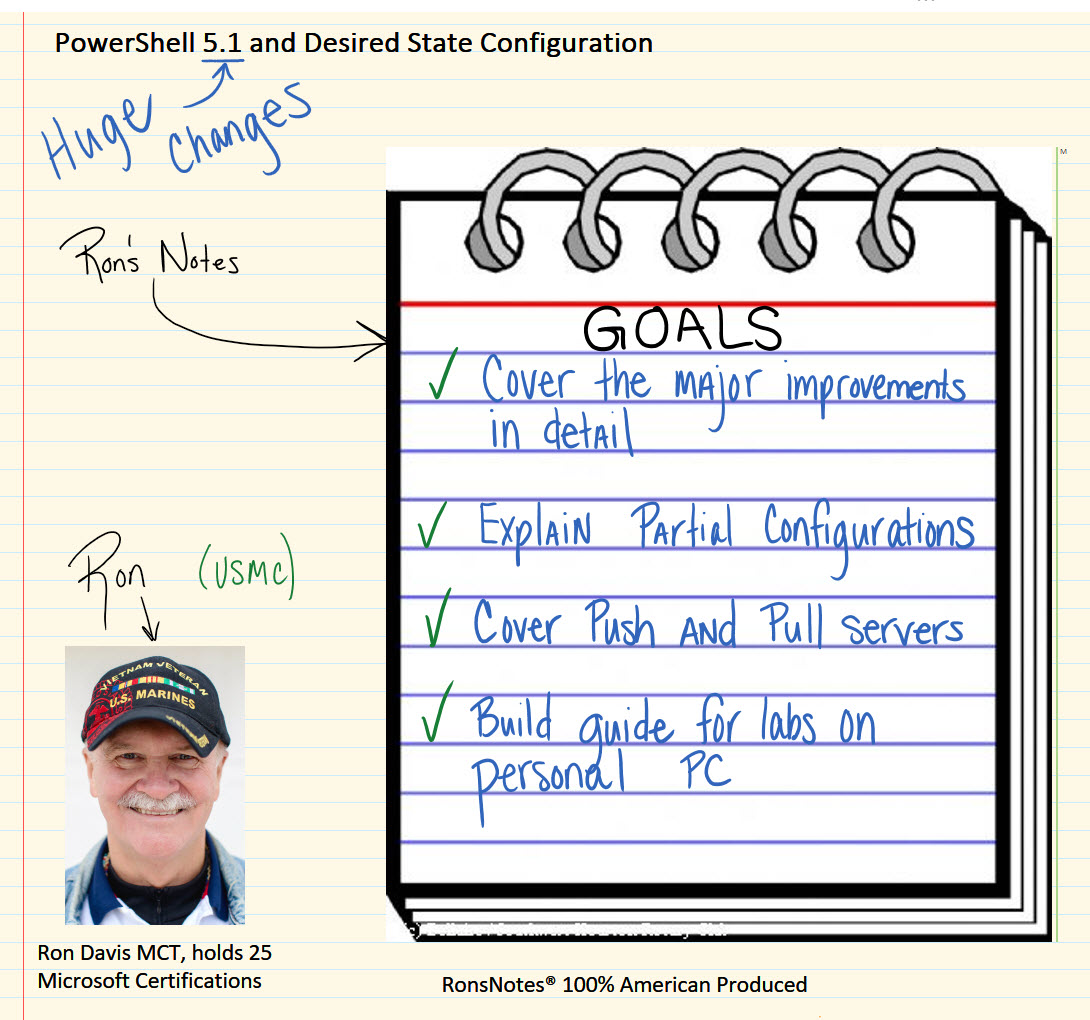 PowerShell 5.1 and Desired State Configuration
Huge
Changes
Ron's Notes
GOALS
✓ Cover the major improvements
in detail
✓ Explain Partial Configurations
✓ Cover Push and Pull servers
✓ Build guide for labs on
personal PC
Ron (USMC)
VIETNAM VETERAN
U.S. MARINES
Ron Davis MCT, holds 25
Microsoft Certifications
RonsNotes® 100% American Produced